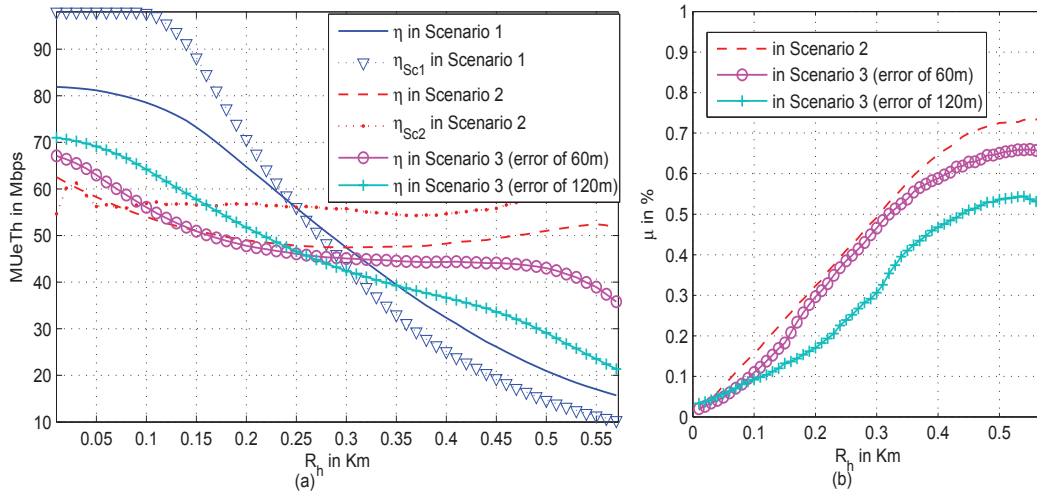 98
90
80
70
60
50
40
30
20
10
MUeTh in Mbps
η in Scenario 1
ηSc1 in Scenario 1
η in Scenario 2
ηSc2 in Scenario 2
η in Scenario 3 (error of 60m)
η in Scenario 3 (error of 120m)
0.05 0.1 0.15 0.2 0.25 0.3 0.35 0.4 0.45 0.5 0.55
Rh in Km
(a)
1
0.9
0.8
0.7
0.6
0.5
0.4
0.3
0.2
0.1
0
μ in %
in Scenario 2
in Scenario 3 (error of 60m)
in Scenario 3 (error of 120m)
0 0.1 0.2 0.3 0.4 0.5
Rh in Km
(b)